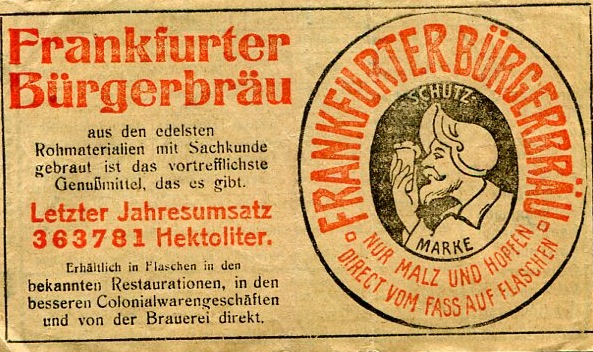 Frankfurter
Bürgerbräu
aus den edelsten
Rohmaterialien mit Sachkunde
gebraut ist das vortrefflichste
Genußmittel, das es gibt.
Letzter Jahresumsatz
363781 Hektoliter.
Erhältlich in Flaschen in den
bekannten Restaurationen, in den
besseren Colonialwarengeschäften
und von der Brauerei direkt.
FRANKFURTER BÜRGERBRÄU
SCHUTZ-
MARKE
NUR MALZ UND HOPFEN
DIRECT VOM FASS AUF FLASCHEN